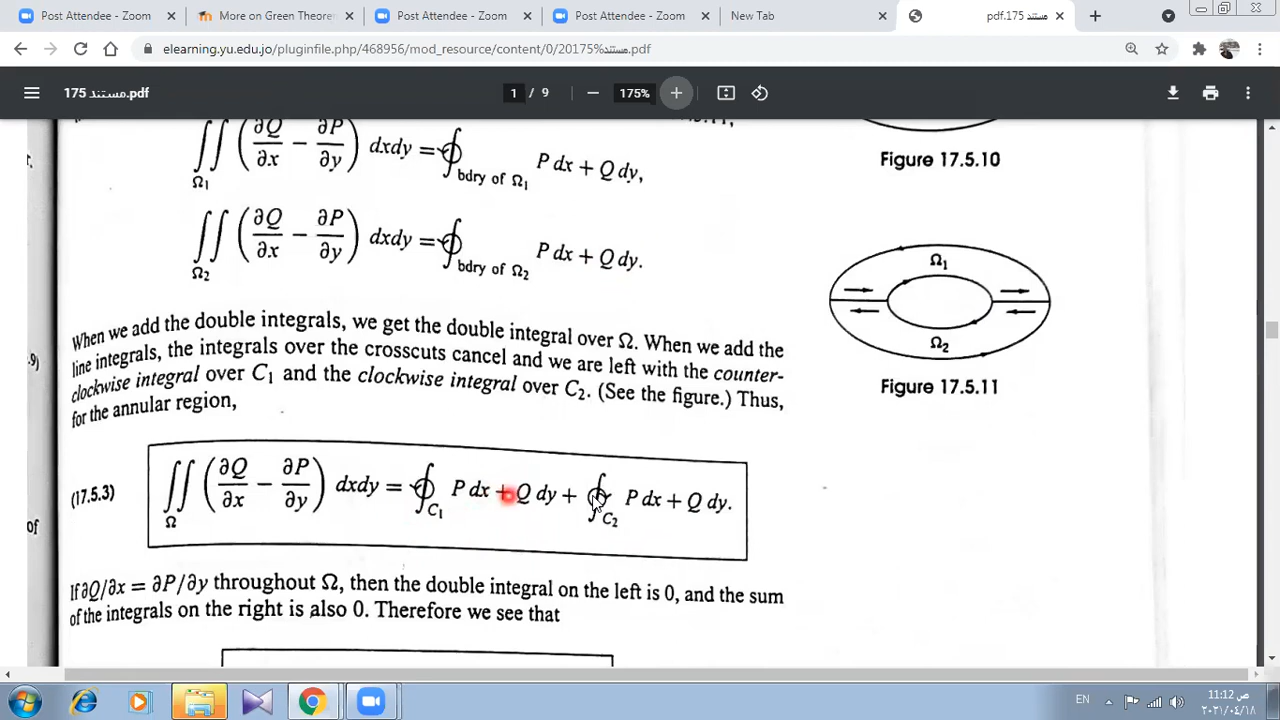 Post Attendee - Zoom
More on Green Theorem
Post Attendee - Zoom
Post Attendee - Zoom
New Tab
مستند 175.pdf
elearning.yu.edu.jo/pluginfile.php/468956/mod_resource/content/0/20175%مستند.pdf
مستند 175.pdf
1 / 9
175%
∬Ω₁ (∂Q/∂x − ∂P/∂y) dxdy = ∮bdry of Ω₁ P dx + Q dy,
Figure 17.5.10
∬Ω₂ (∂Q/∂x − ∂P/∂y) dxdy = ∮bdry of Ω₂ P dx + Q dy.
Ω₁
Ω₂
Figure 17.5.11
When we add the double integrals, we get the double integral over Ω. When we add the
line integrals, the integrals over the crosscuts cancel and we are left with the counter-
clockwise integral over C₁ and the clockwise integral over C₂. (See the figure.) Thus,
for the annular region,
(17.5.3) ∬Ω (∂Q/∂x − ∂P/∂y) dxdy = ∮C₁ P dx + Q dy + ∮C₂ P dx + Q dy.
If ∂Q/∂x = ∂P/∂y throughout Ω, then the double integral on the left is 0, and the sum
of the integrals on the right is also 0. Therefore we see that
r.
.9)
of
EN
11:12 ص
٢٠٢١/٠٤/١٨